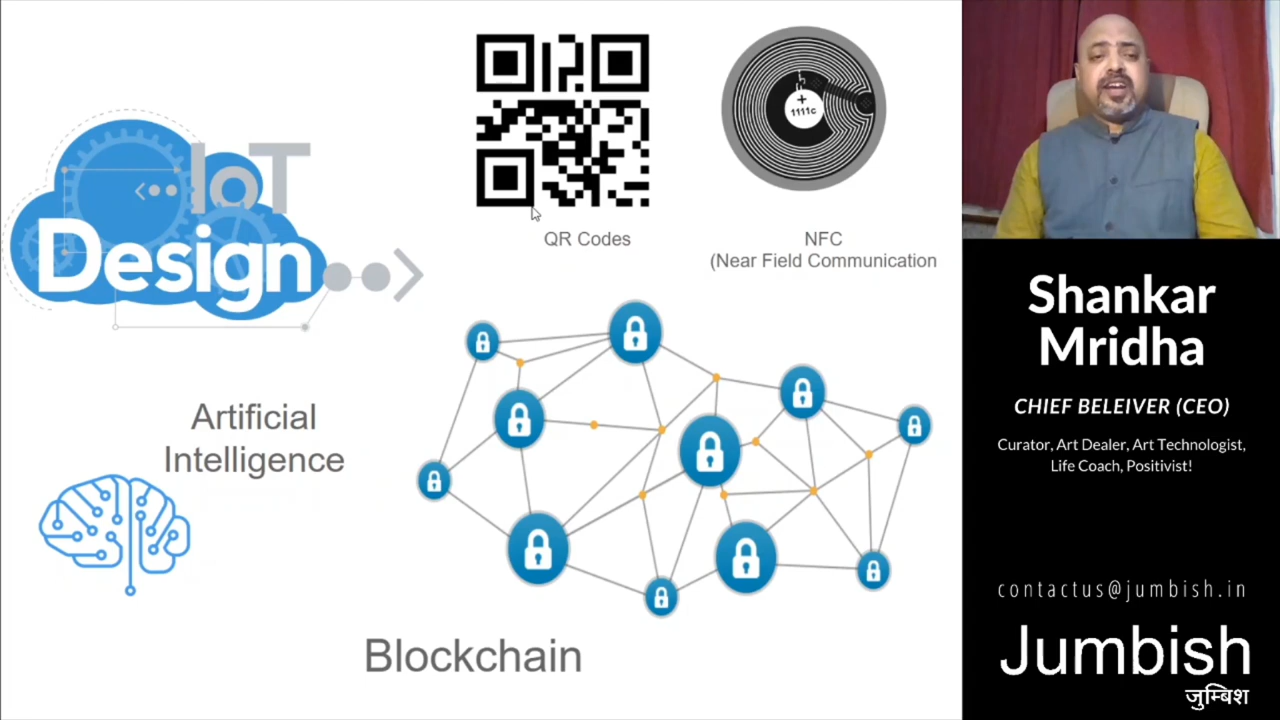 IoT
Design
QR Codes
1111c
NFC
(Near Field Communication
Artificial
Intelligence
Blockchain
Shankar
Mridha
CHIEF BELEIVER (CEO)
Curator, Art Dealer, Art Technologist,
Life Coach, Positivist!
contactus@jumbish.in
Jumbish
जुम्बिश